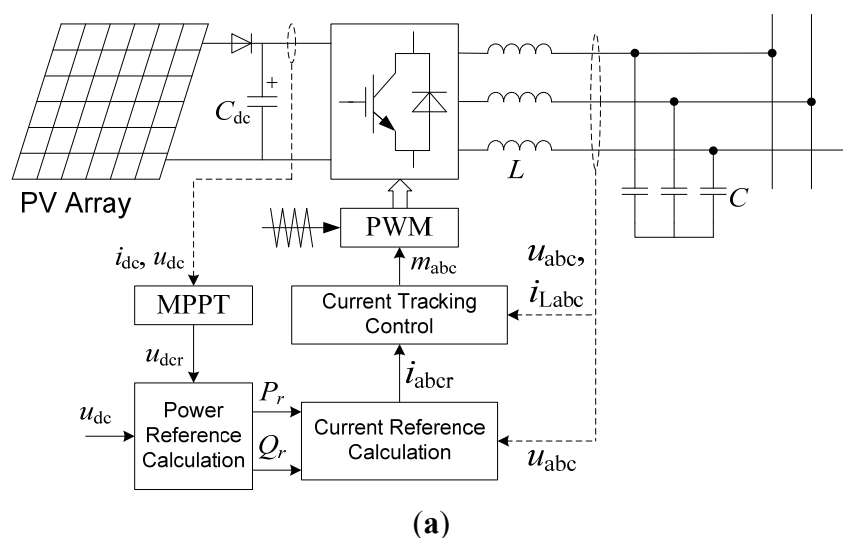 +
C_dc
PV Array
L
C
PWM
i_dc, u_dc
m_abc
u_abc,
i_Labc
MPPT
Current Tracking
Control
u_dcr
i_abcr
P_r
u_dc
Power
Reference
Calculation
Current Reference
Calculation
Q_r
u_abc
(a)